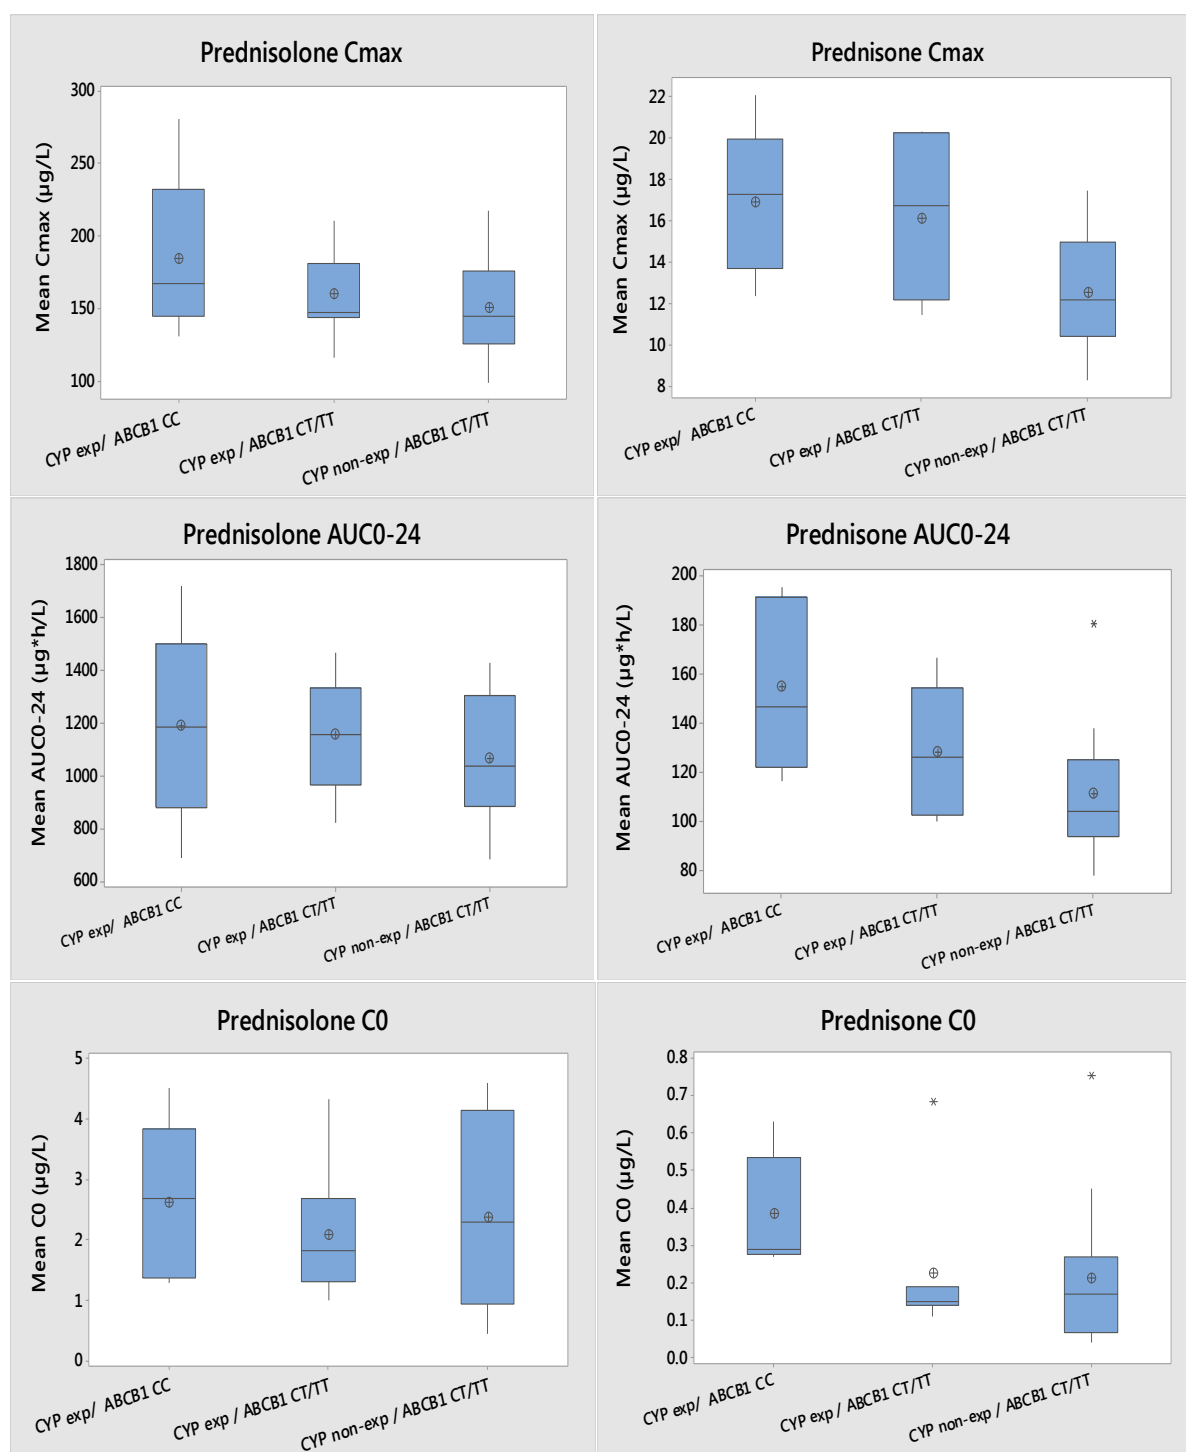 Prednisolone Cmax
Mean Cmax (µg/L)
300
250
200
150
100
CYP exp/ ABCB1 CC
CYP exp / ABCB1 CT/TT
CYP non-exp / ABCB1 CT/TT
Prednisone Cmax
Mean Cmax (µg/L)
22
20
18
16
14
12
10
8
CYP exp/ ABCB1 CC
CYP exp / ABCB1 CT/TT
CYP non-exp / ABCB1 CT/TT
Prednisolone AUC0-24
Mean AUC0-24 (µg*h/L)
1800
1600
1400
1200
1000
800
600
CYP exp/ ABCB1 CC
CYP exp / ABCB1 CT/TT
CYP non-exp / ABCB1 CT/TT
Prednisone AUC0-24
Mean AUC0-24 (µg*h/L)
200
180
160
140
120
100
80
CYP exp/ ABCB1 CC
CYP exp / ABCB1 CT/TT
CYP non-exp / ABCB1 CT/TT
Prednisolone C0
Mean C0 (µg/L)
5
4
3
2
1
0
CYP exp/ ABCB1 CC
CYP exp / ABCB1 CT/TT
CYP non-exp / ABCB1 CT/TT
Prednisone C0
Mean C0 (µg/L)
0.8
0.7
0.6
0.5
0.4
0.3
0.2
0.1
0.0
CYP exp/ ABCB1 CC
CYP exp / ABCB1 CT/TT
CYP non-exp / ABCB1 CT/TT